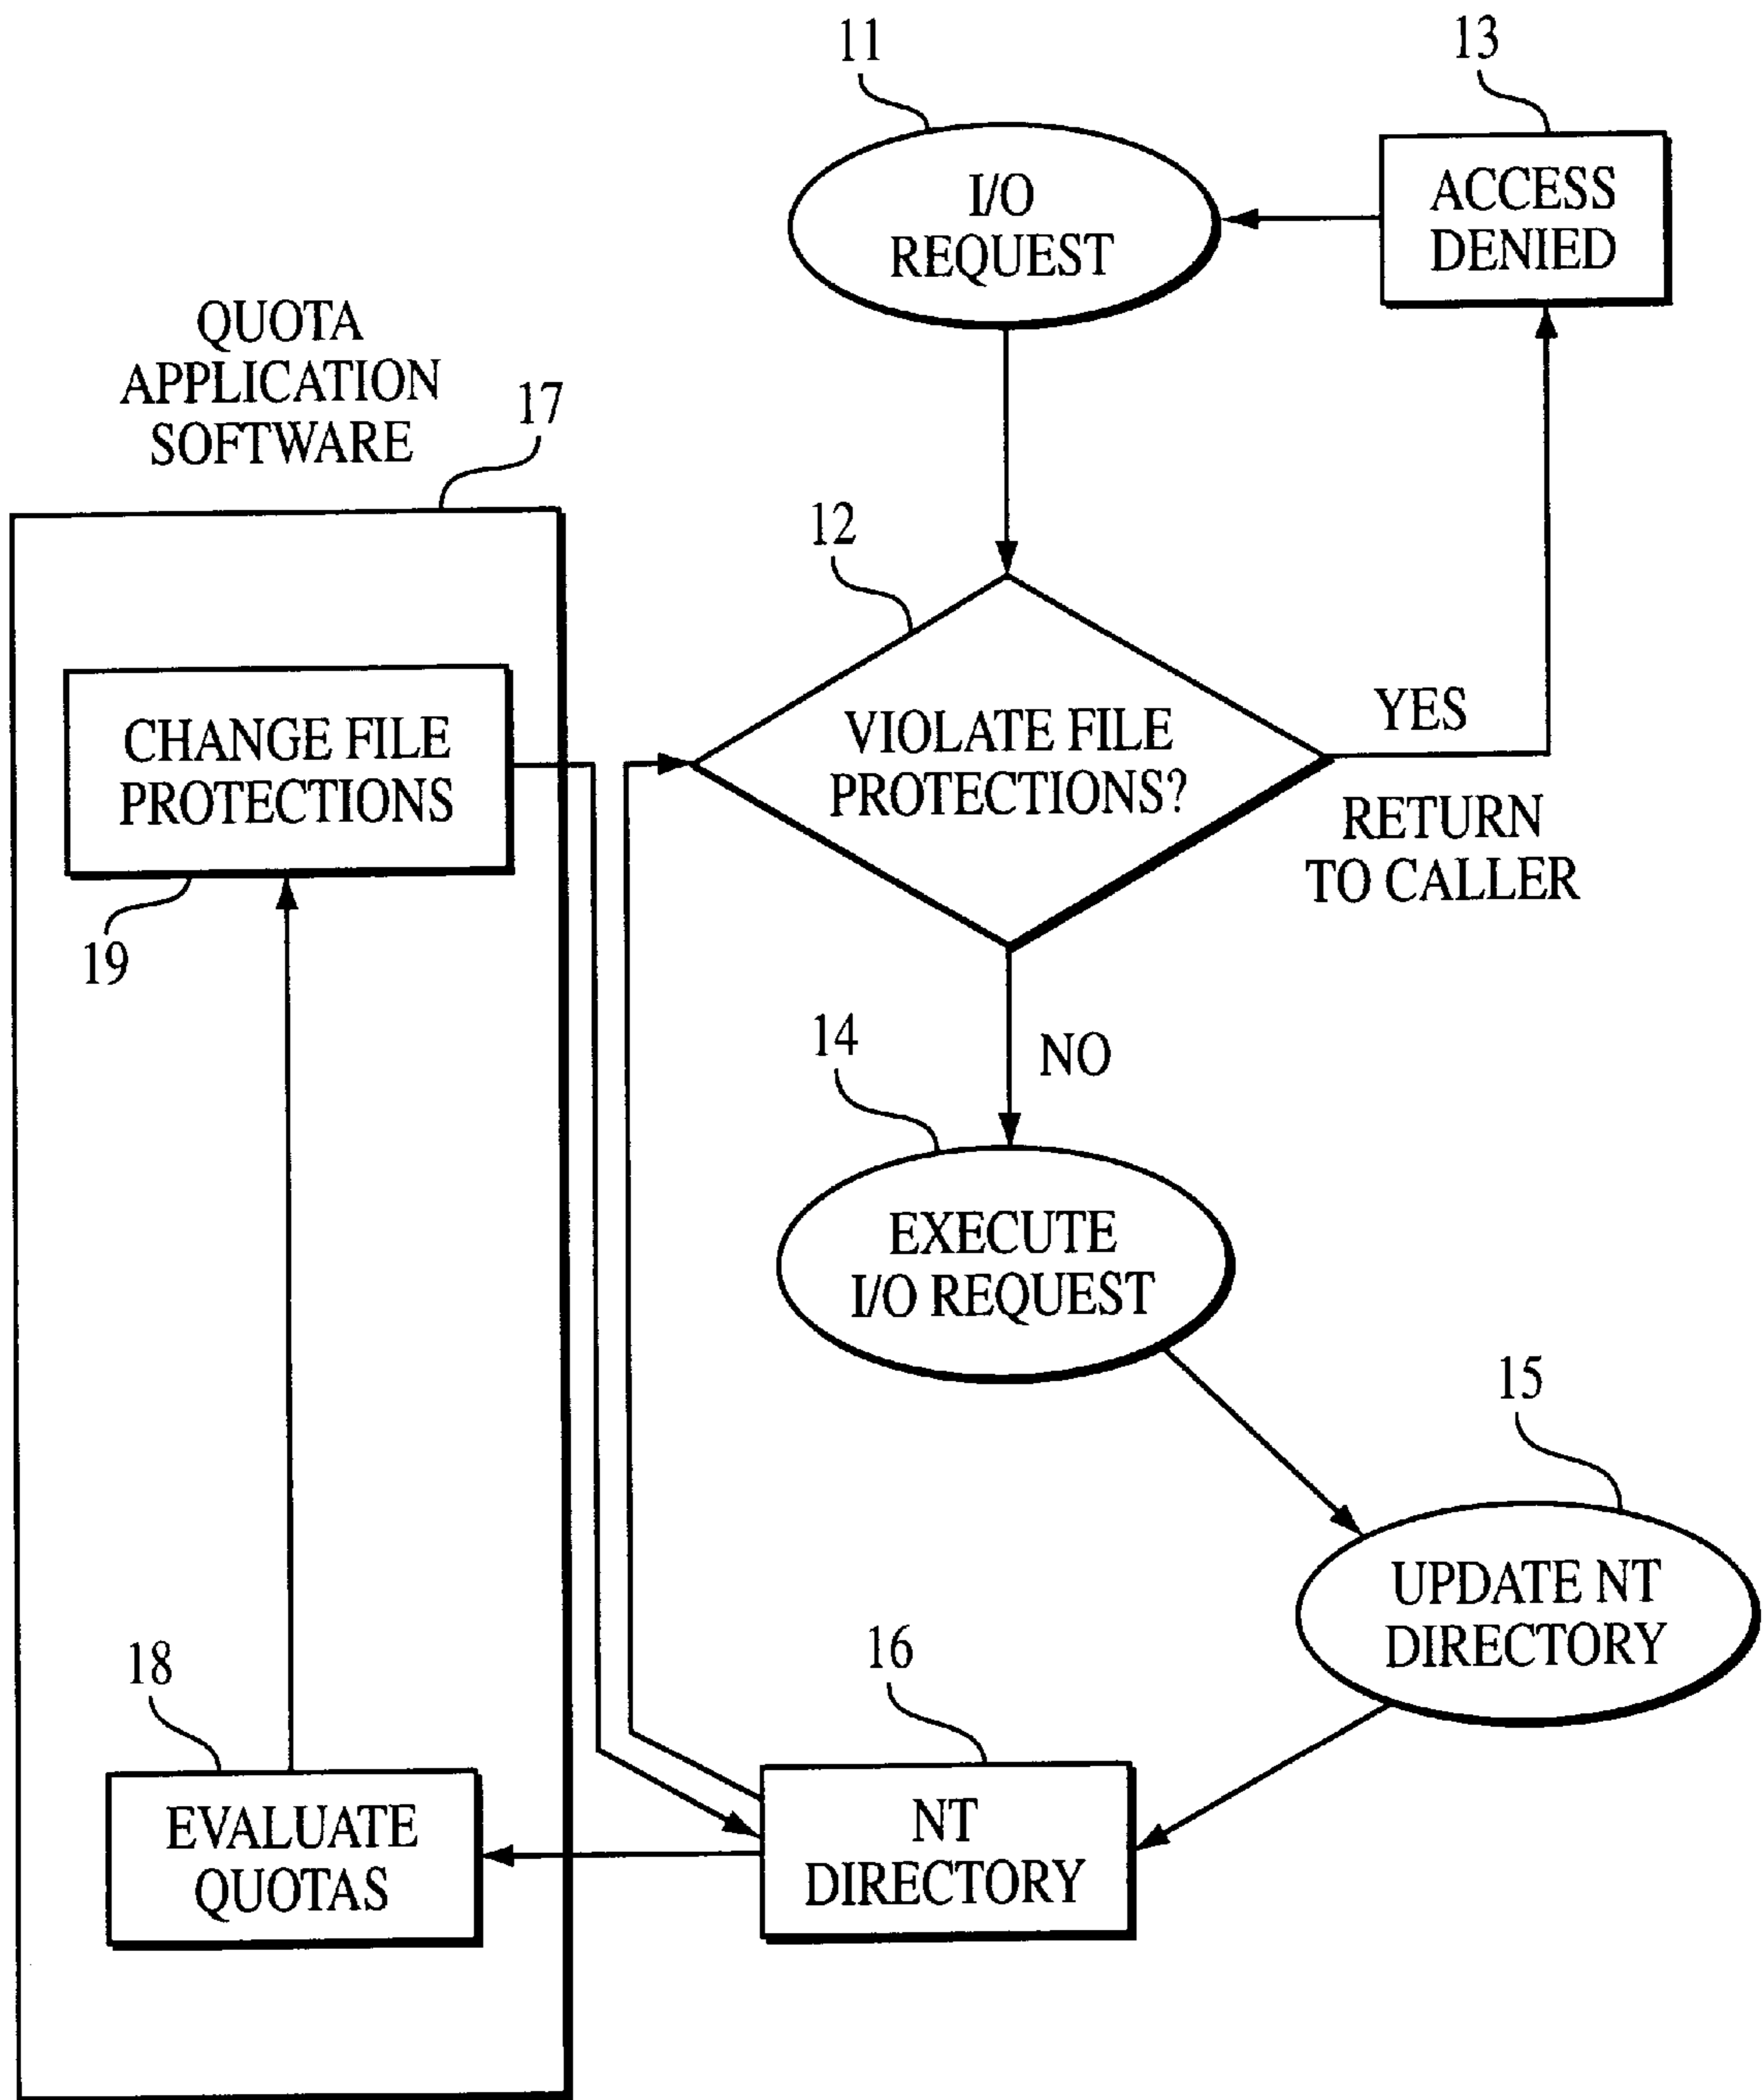 11
13
I/O
REQUEST
ACCESS
DENIED
QUOTA
APPLICATION
SOFTWARE
17
12
CHANGE FILE
PROTECTIONS
19
VIOLATE FILE
PROTECTIONS?
YES
RETURN
TO CALLER
14
NO
EXECUTE
I/O REQUEST
15
UPDATE NT
DIRECTORY
18
16
EVALUATE
QUOTAS
NT
DIRECTORY